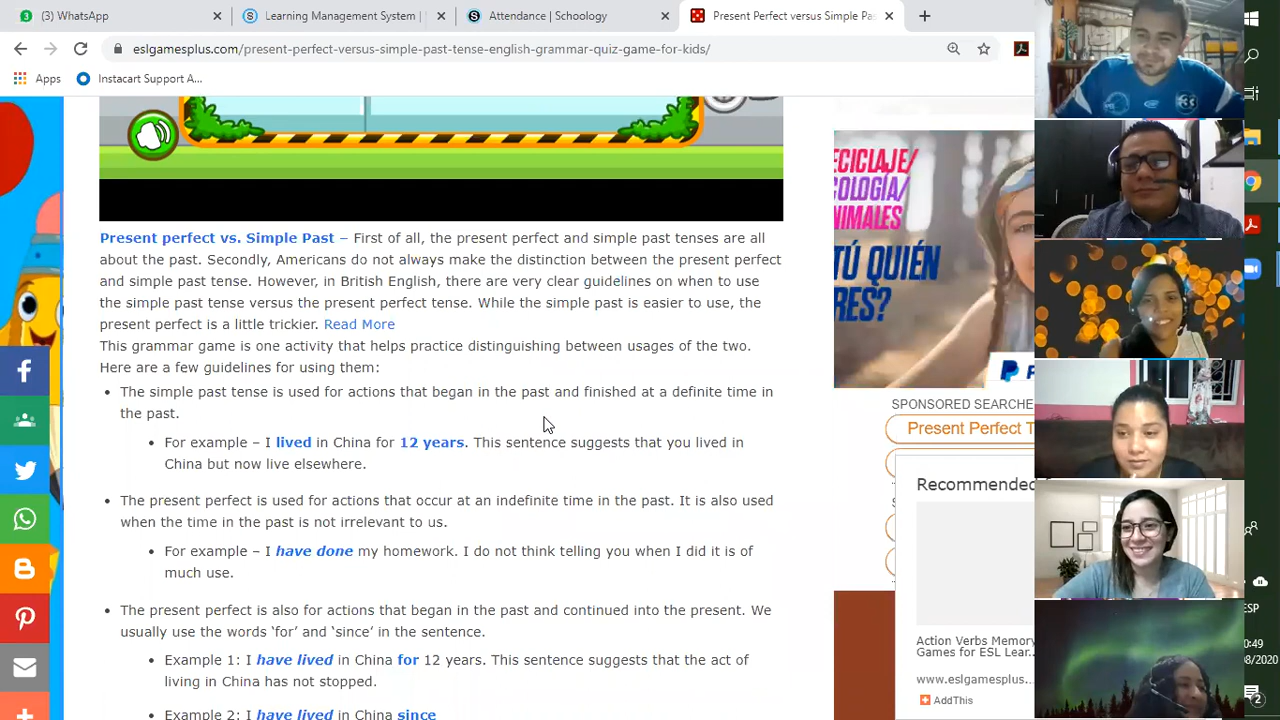 (3) WhatsApp
Learning Management System |
Attendance | Schoology
Present Perfect versus Simple Pas
eslgamesplus.com/present-perfect-versus-simple-past-tense-english-grammar-quiz-game-for-kids/
Apps
Instacart Support A...
Present perfect vs. Simple Past – First of all, the present perfect and simple past tenses are all
about the past. Secondly, Americans do not always make the distinction between the present perfect
and simple past tense. However, in British English, there are very clear guidelines on when to use
the simple past tense versus the present perfect tense. While the simple past is easier to use, the
present perfect is a little trickier. Read More
This grammar game is one activity that helps practice distinguishing between usages of the two.
Here are a few guidelines for using them:
• The simple past tense is used for actions that began in the past and finished at a definite time in
the past.
• For example – I lived in China for 12 years. This sentence suggests that you lived in
China but now live elsewhere.
• The present perfect is used for actions that occur at an indefinite time in the past. It is also used
when the time in the past is not irrelevant to us.
• For example – I have done my homework. I do not think telling you when I did it is of
much use.
• The present perfect is also for actions that began in the past and continued into the present. We
usually use the words ‘for’ and ‘since’ in the sentence.
• Example 1: I have lived in China for 12 years. This sentence suggests that the act of
living in China has not stopped.
• Example 2: I have lived in China since
ECICLAJE/
COLOGÍA/
NIMALES
TÚ QUIÉN
RES?
SPONSORED SEARCHE
Present Perfect T
Recommended
Action Verbs Memory
Games for ESL Lear...
www.eslgamesplus...
AddThis
ESP
0:49
08/2020
2